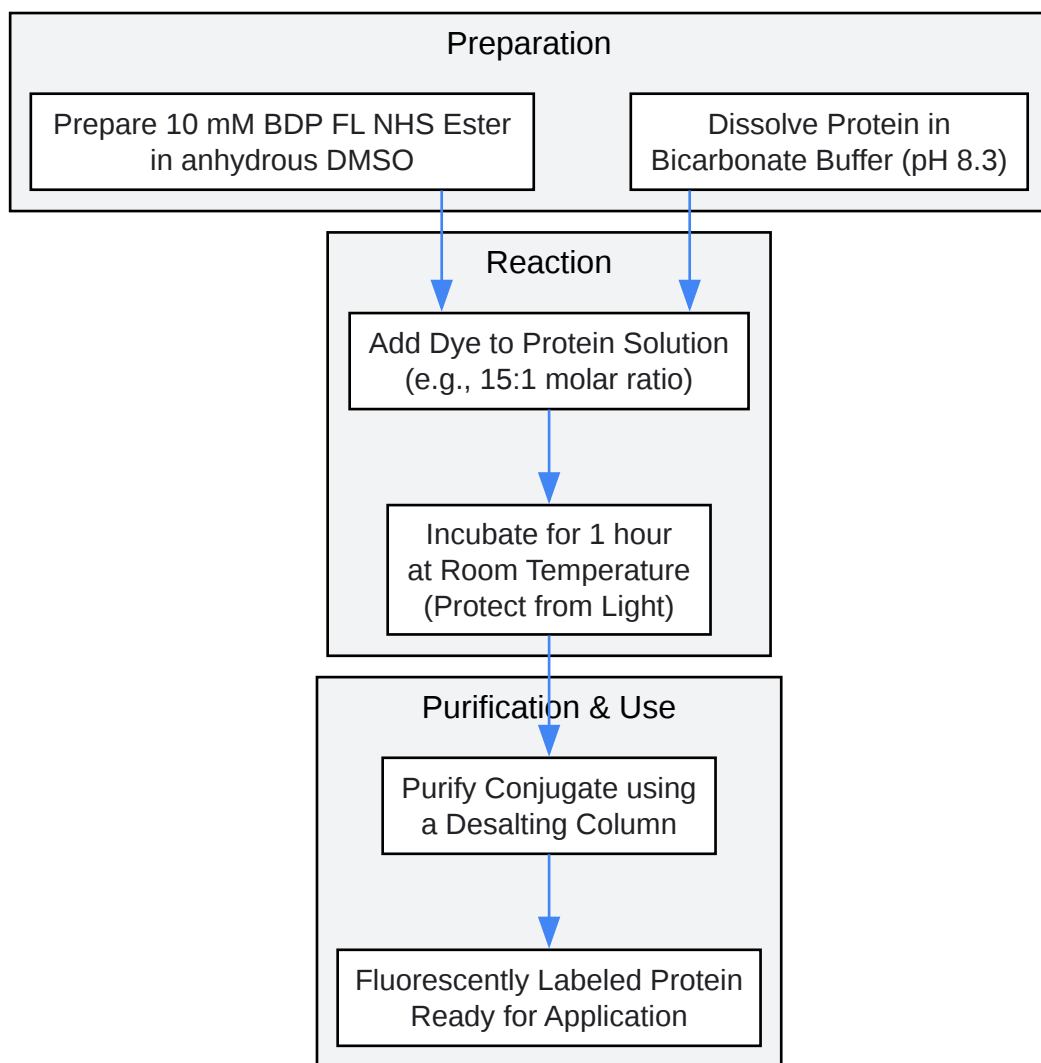 Preparation
Prepare 10 mM BDP FL NHS Ester
in anhydrous DMSO
Dissolve Protein in
Bicarbonate Buffer (pH 8.3)
Reaction
Add Dye to Protein Solution
(e.g., 15:1 molar ratio)
Incubate for 1 hour
at Room Temperature
(Protect from Light)
Purification & Use
Purify Conjugate using
a Desalting Column
Fluorescently Labeled Protein
Ready for Application